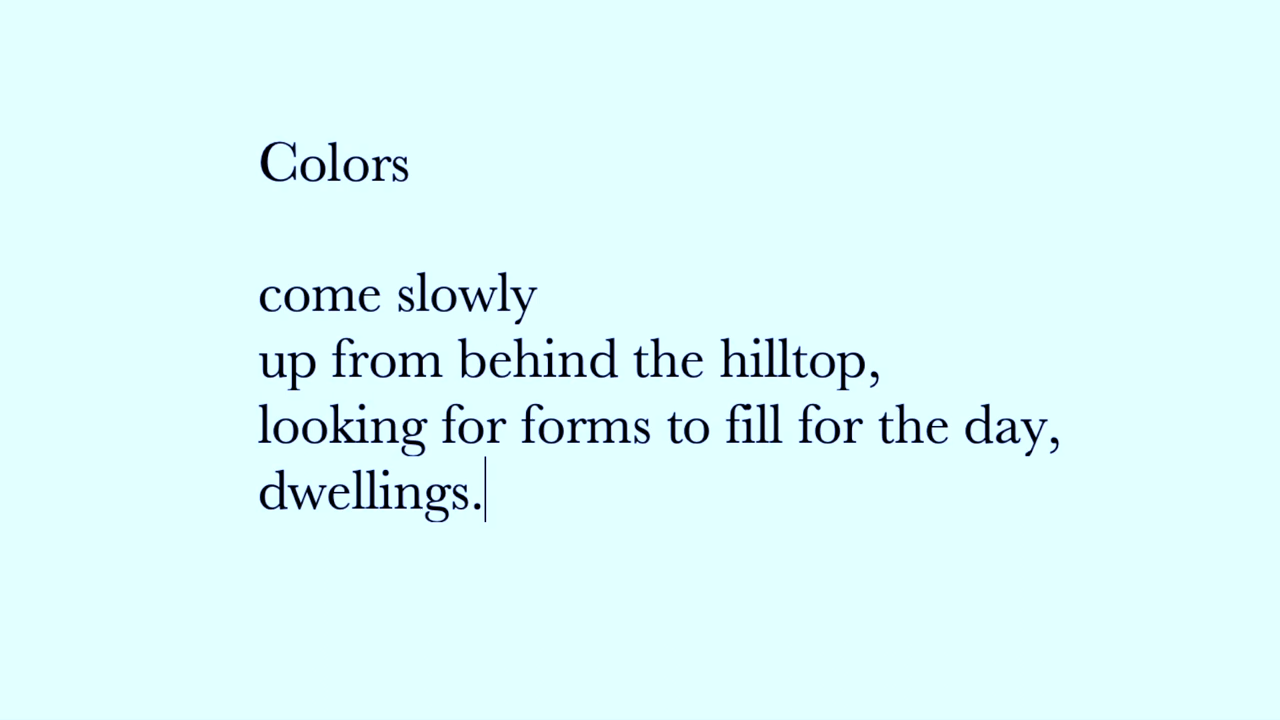 Colors
come slowly
up from behind the hilltop,
looking for forms to fill for the day,
dwellings.